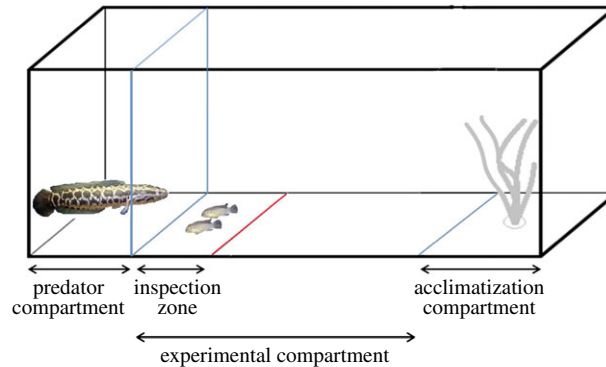 predator
compartment
inspection
zone
acclimatization
compartment
experimental compartment